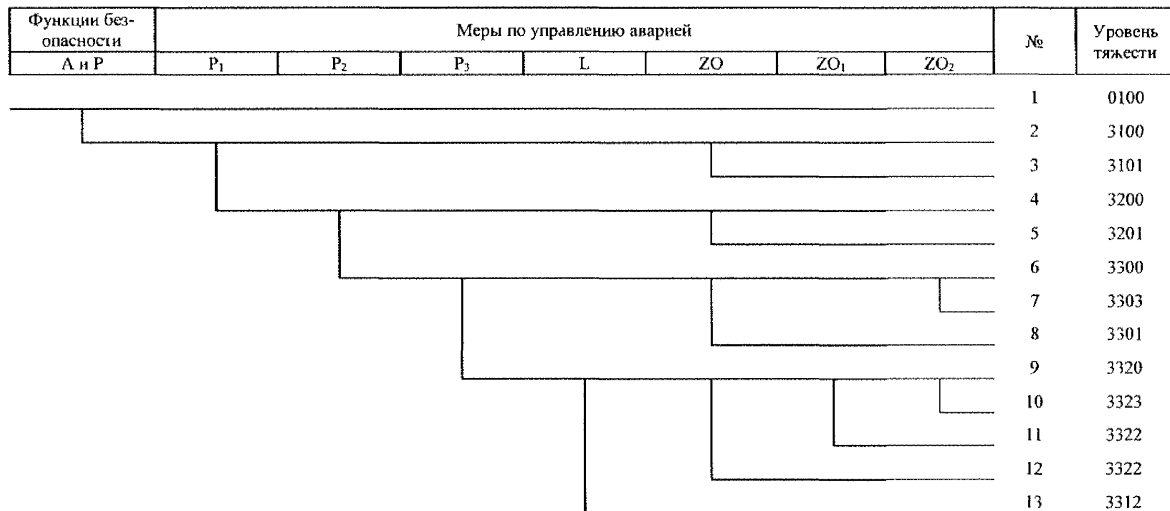 Функции без-
опасности
Меры по управлению аварией
№
Уровень
тяжести
А и Р P₁ P₂ P₃ L ZO ZO₁ ZO₂
1 0100
2 3100
3 3101
4 3200
5 3201
6 3300
7 3303
8 3301
9 3320
10 3323
11 3322
12 3322
13 3312